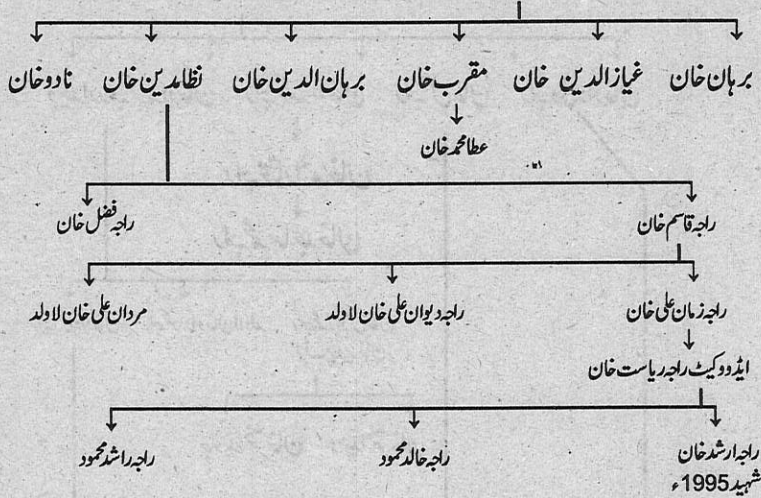 برہان خان غیاز الدین خان مقرب خان برہان الدین خان نظامدین خان نادو خان
عطا محمد خان
راجہ قاسم خان راجہ فضل خان
راجہ زمان علی خان راجہ دیوان علی خان لاولد مردان علی خان لاولد
ایڈووکیٹ راجہ ریاست خان
راجہ ارشد خان راجہ خالد محمود راجہ راشد محمود
شہید 1995ء